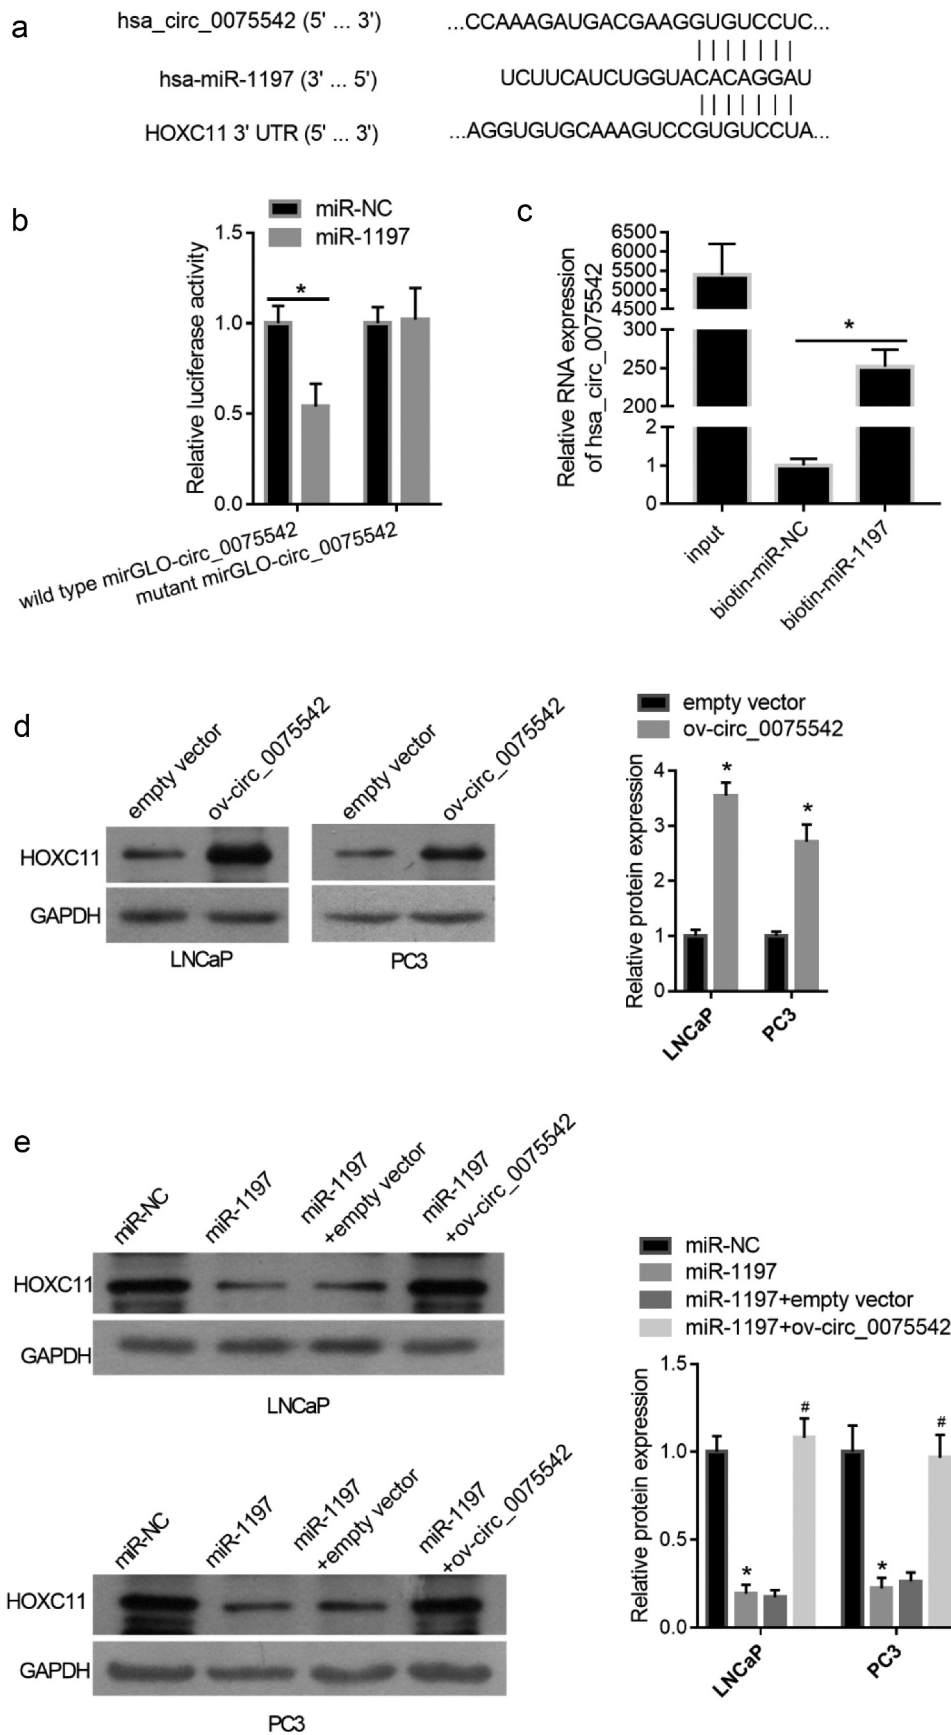 a
hsa_circ_0075542 (5' ... 3') ...CCAAAGAUGACGAAGGUGUCCUC...
hsa-miR-1197 (3' ... 5') UCUUCAUCUGGUACACAGGAU
HOXC11 3' UTR (5' ... 3') ...AGGUGUGCAAAGUCCGUGUCCUA...
b
miR-NC
miR-1197
Relative luciferase activity
1.5
1.0
0.5
0.0
*
wild type mirGLO-circ_0075542
mutant mirGLO-circ_0075542
c
Relative RNA expression
of hsa_circ_0075542
6500
6000
5500
5000
4500
300
250
200
2
1
0
*
input
biotin-miR-NC
biotin-miR-1197
d
empty vector
ov-circ_0075542
empty vector
ov-circ_0075542
HOXC11
GAPDH
LNCaP
PC3
empty vector
ov-circ_0075542
Relative protein expression
4
3
2
1
0
*
*
LNCaP
PC3
e
miR-NC
miR-1197
miR-1197
+empty vector
miR-1197
+ov-circ_0075542
HOXC11
GAPDH
LNCaP
miR-NC
miR-1197
miR-1197
+empty vector
miR-1197
+ov-circ_0075542
HOXC11
GAPDH
PC3
miR-NC
miR-1197
miR-1197+empty vector
miR-1197+ov-circ_0075542
Relative protein expression
1.5
1.0
0.5
0.0
*
#
*
#
LNCaP
PC3